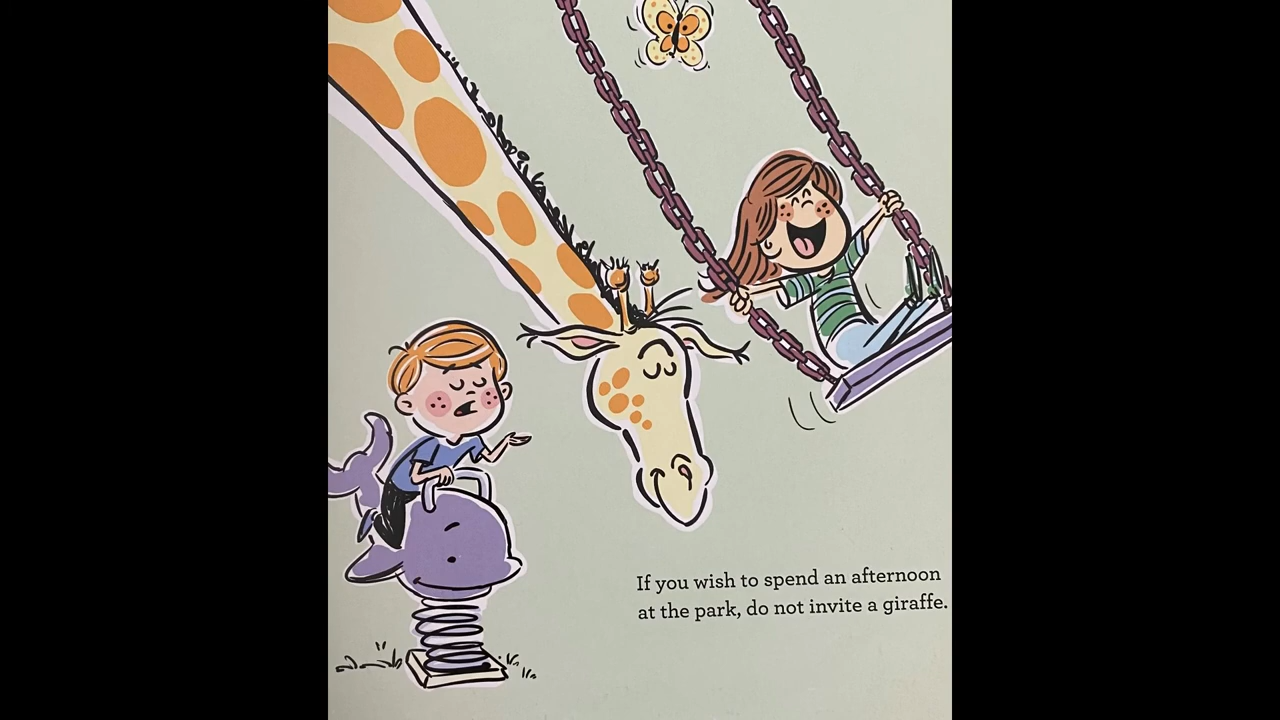 If you wish to spend an afternoon
at the park, do not invite a giraffe.